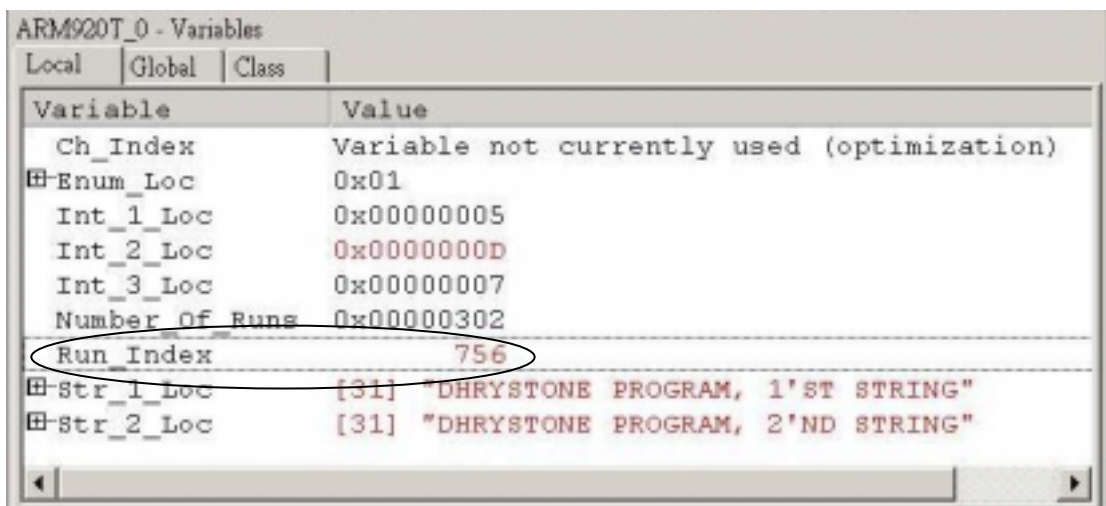 ARM920T_0 - Variables
Local Global Class
Variable Value
Ch_Index Variable not currently used (optimization)
Enum_Loc 0x01
Int_1_Loc 0x00000005
Int_2_Loc 0x0000000D
Int_3_Loc 0x00000007
Number_Of_Runs 0x00000302
Run_Index 756
Str_1_Loc [31] "DHRYSTONE PROGRAM, 1'ST STRING"
Str_2_Loc [31] "DHRYSTONE PROGRAM, 2'ND STRING"